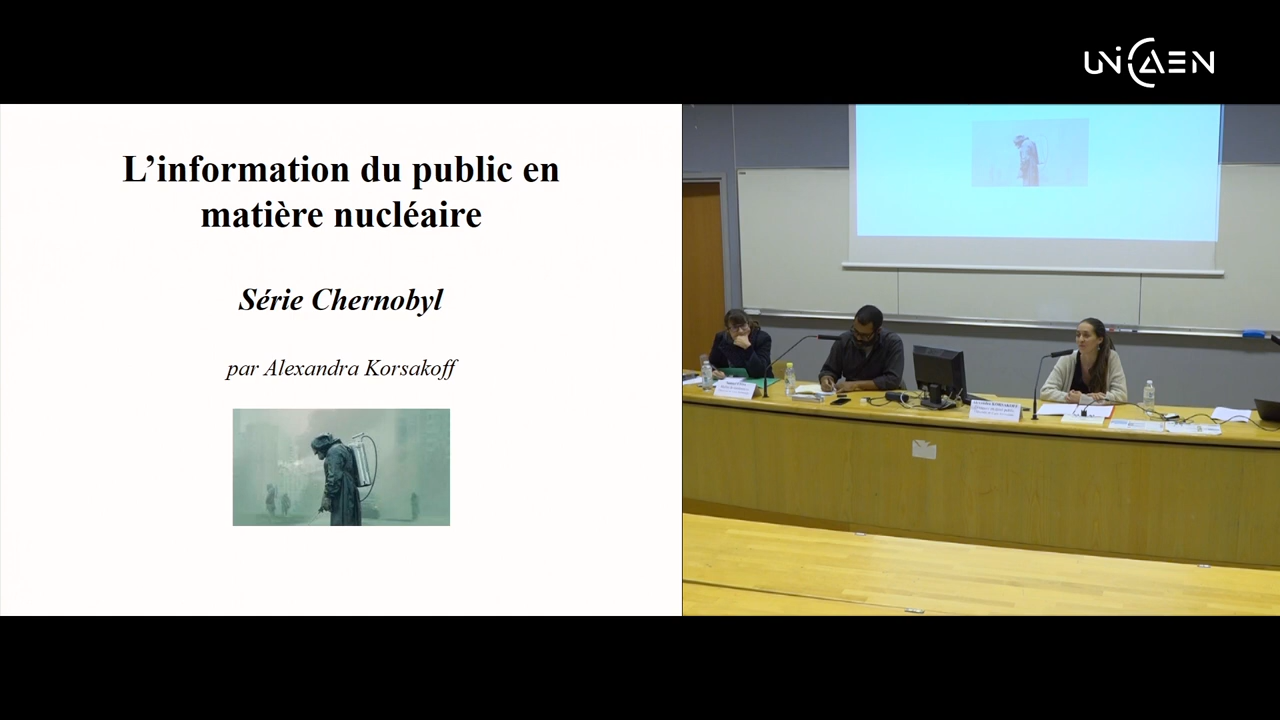 UNICAEN
L'information du public en
matière nucléaire
Série Chernobyl
par Alexandra Korsakoff